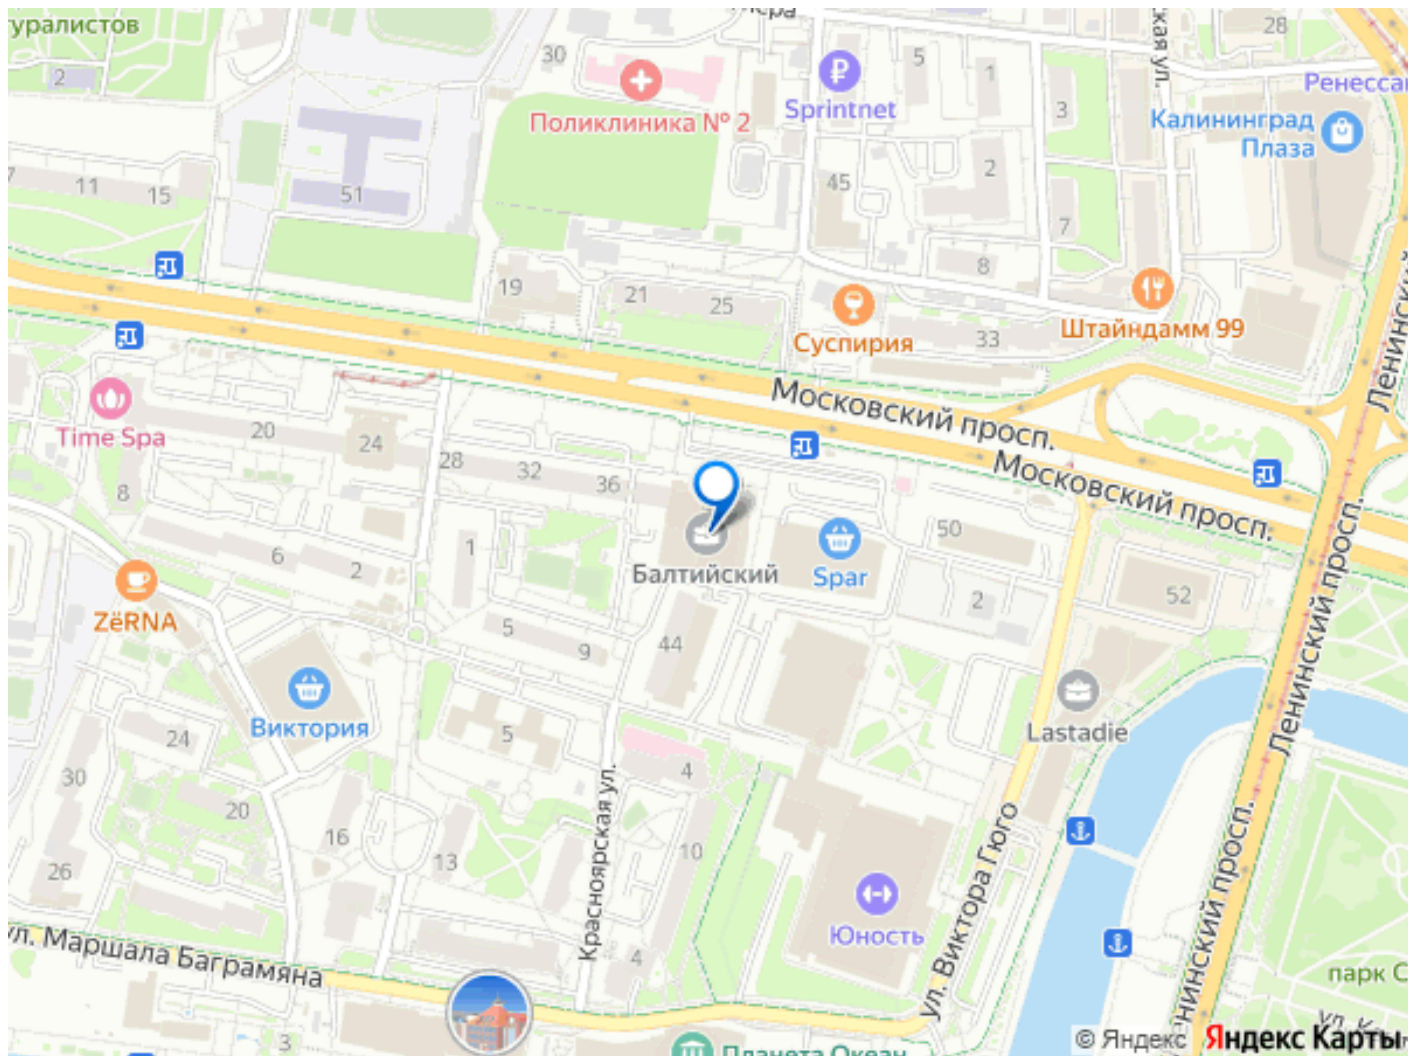 уралистов
2
30
5
1
28
Sprintnet
3
Ренессан
Поликлиника № 2
Калининград
Плаза
11
15
51
45
2
7
8
19
21
25
33
Суспирия
Штайндамм 99
Ленинский
Московский просп.
Московский просп.
Time Spa
20
24
28
32
36
8
50
6
2
1
Балтийский
Spar
2
52
ZёRNA
5
9
44
Ленинский просп.
Виктория
24
5
Lastadie
30
20
16
13
4
10
26
Красноярская ул.
ул. Виктора Гюго
Юность
4
ул. Маршала Баграмяна
нинский просп.
парк С
3
Планета Океан
© Яндекс Яндекс Карты